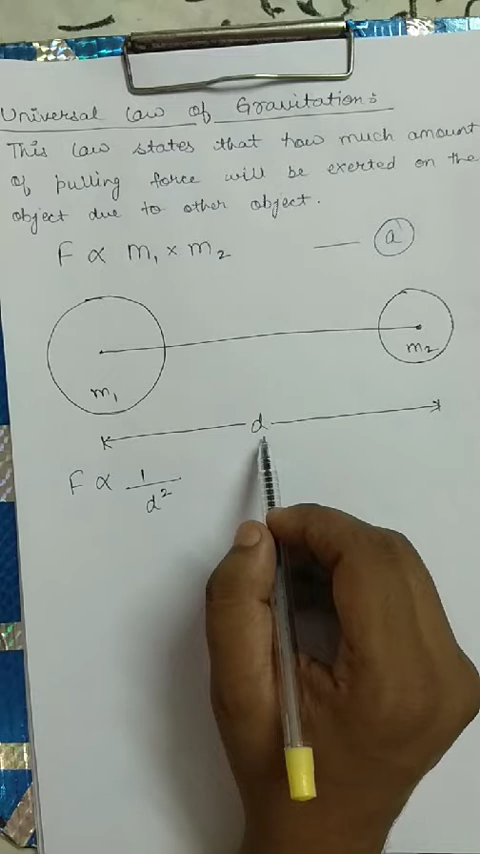 Universal Law of Gravitation:
This law states that how much amount
of pulling force will be exerted on the
object due to other object.
F ∝ m₁ × m₂ — (a)
m₁ m₂
d
F ∝ 1/d²